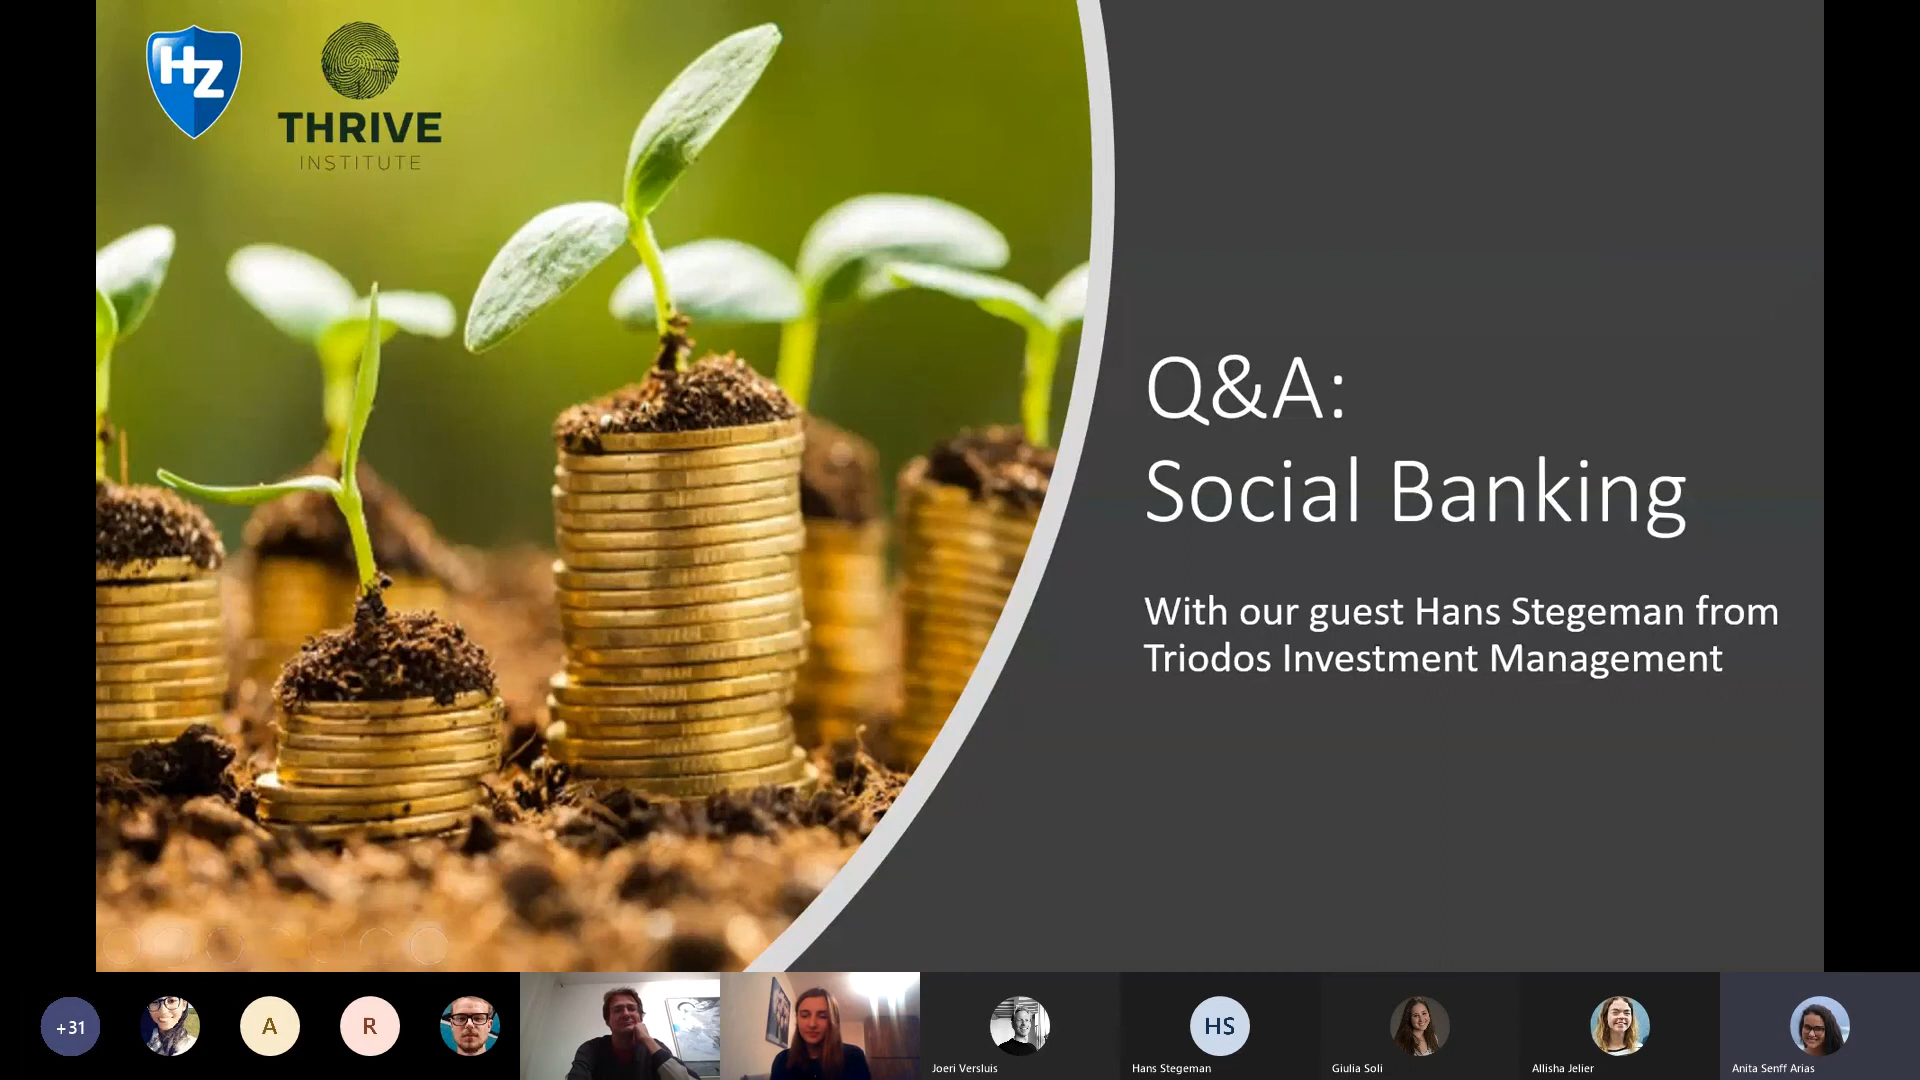 HZ
THRIVE
INSTITUTE
Q&A:
Social Banking
With our guest Hans Stegeman from
Triodos Investment Management
+31
A
R
HS
Joeri Versluis
Hans Stegeman
Giulia Soli
Allisha Jelier
Anita Senff Arias